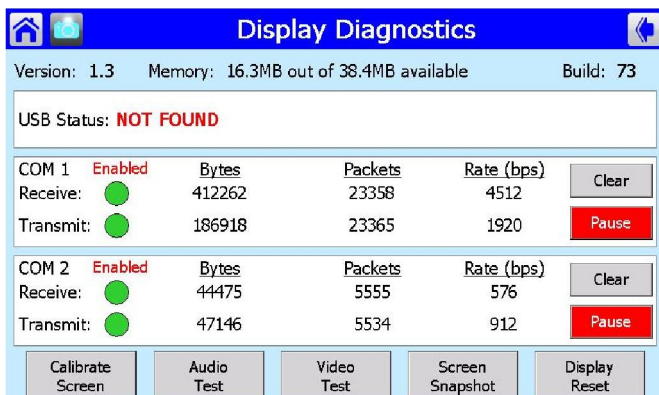 Display Diagnostics
Version: 1.3 Memory: 16.3MB out of 38.4MB available Build: 73
USB Status: NOT FOUND
COM 1 Enabled Bytes Packets Rate (bps) Clear
Receive: 412262 23358 4512
Transmit: 186918 23365 1920 Pause
COM 2 Enabled Bytes Packets Rate (bps) Clear
Receive: 44475 5555 576
Transmit: 47146 5534 912 Pause
Calibrate Screen
Audio Test
Video Test
Screen Snapshot
Display Reset